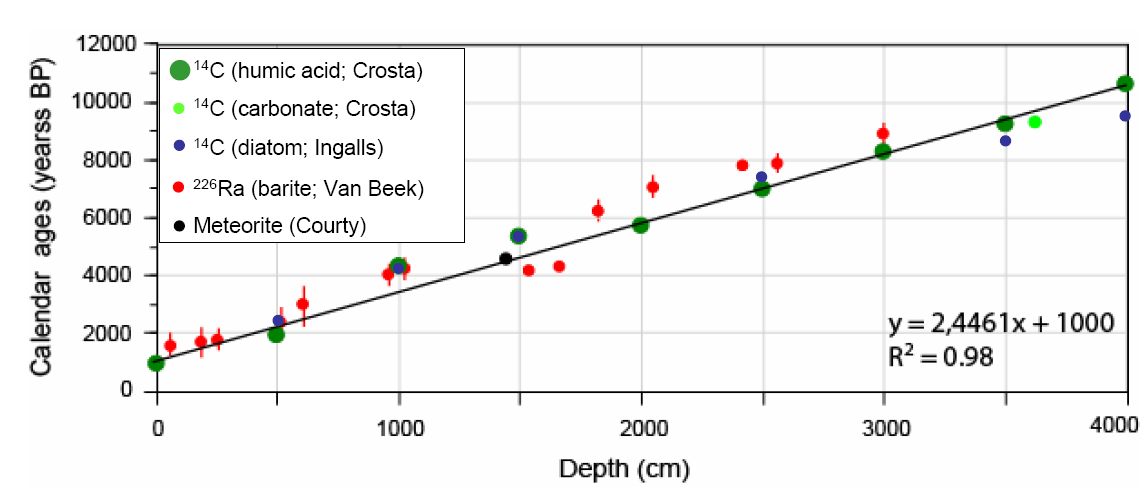 12000
10000
8000
6000
4000
2000
0
Calendar ages (yearss BP)
¹⁴C (humic acid; Crosta)
¹⁴C (carbonate; Crosta)
¹⁴C (diatom; Ingalls)
²²⁶Ra (barite; Van Beek)
Meteorite (Courty)
y = 2,4461x + 1000
R² = 0.98
0 1000 2000 3000 4000
Depth (cm)